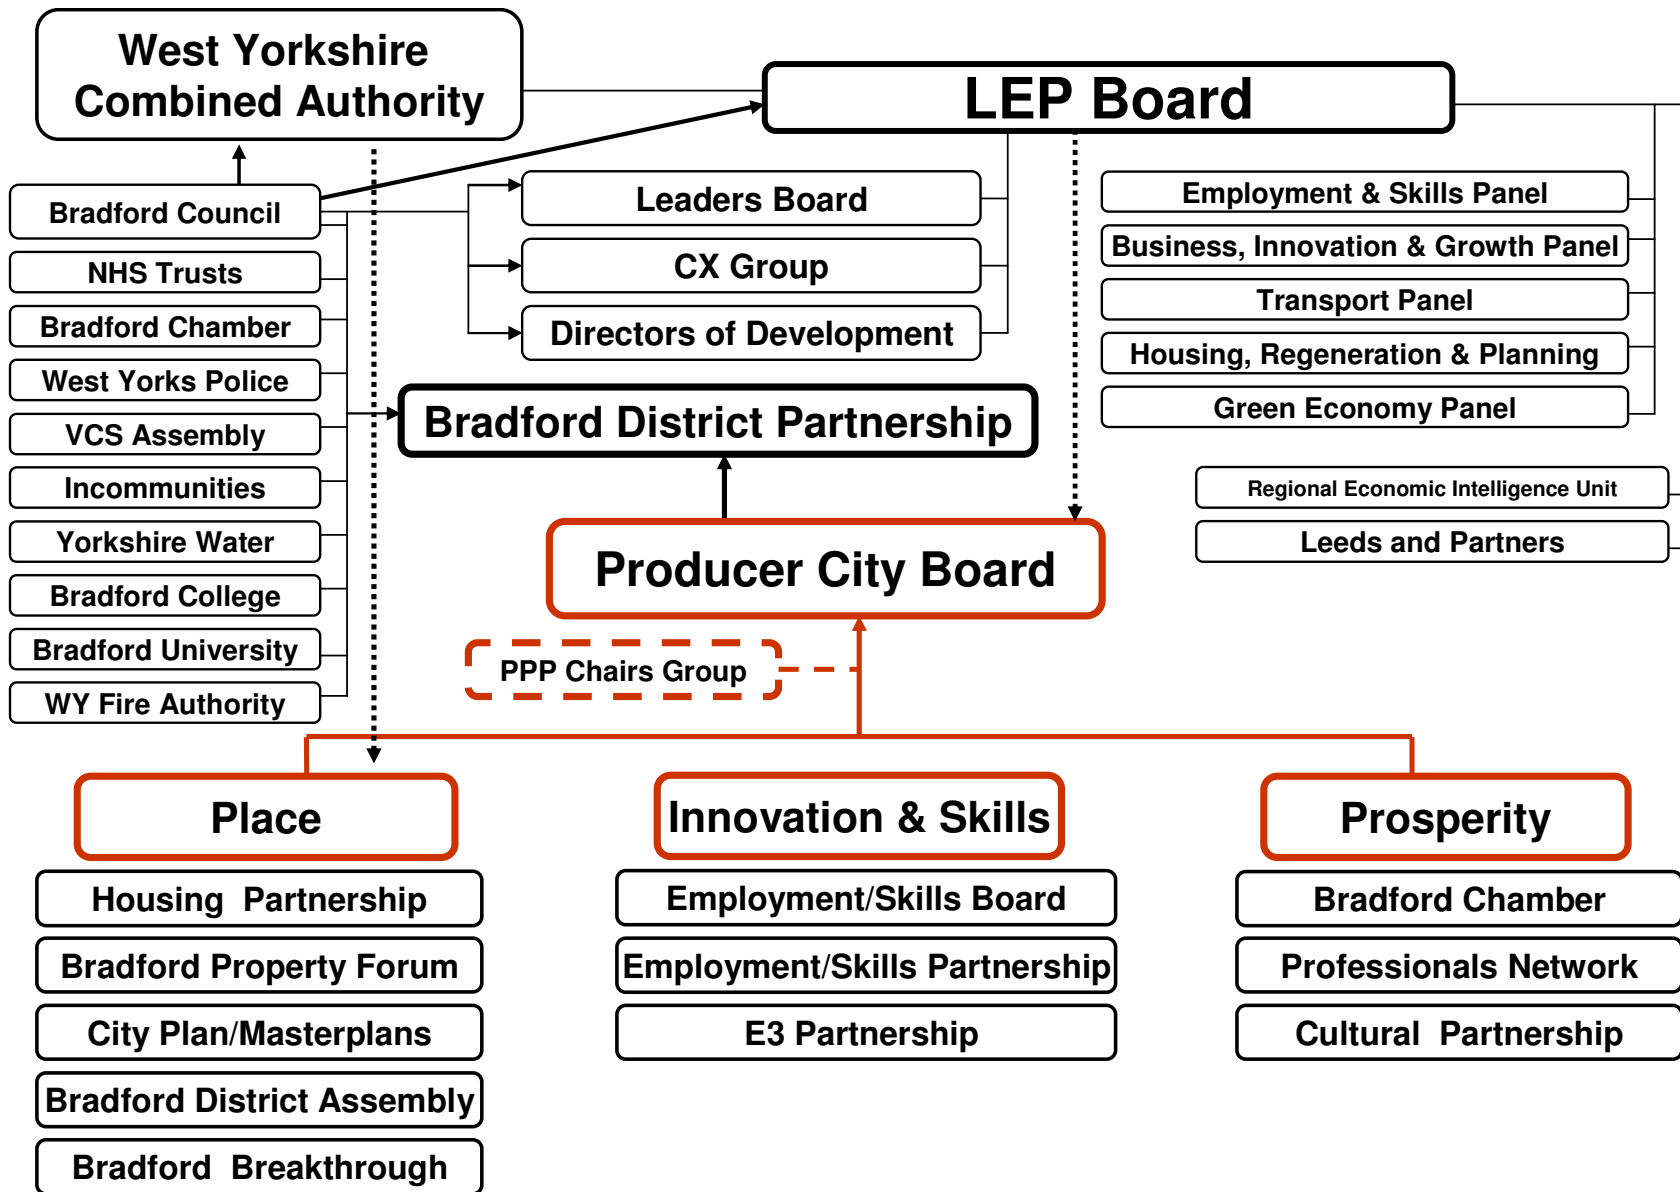 West Yorkshire
Combined Authority
LEP Board
Bradford Council
NHS Trusts
Bradford Chamber
West Yorks Police
VCS Assembly
Incommunities
Yorkshire Water
Bradford College
Bradford University
WY Fire Authority
Leaders Board
CX Group
Directors of Development
Employment & Skills Panel
Business, Innovation & Growth Panel
Transport Panel
Housing, Regeneration & Planning
Green Economy Panel
Regional Economic Intelligence Unit
Leeds and Partners
Bradford District Partnership
Producer City Board
PPP Chairs Group
Place
Housing Partnership
Bradford Property Forum
City Plan/Masterplans
Bradford District Assembly
Bradford Breakthrough
Innovation & Skills
Employment/Skills Board
Employment/Skills Partnership
E3 Partnership
Prosperity
Bradford Chamber
Professionals Network
Cultural Partnership